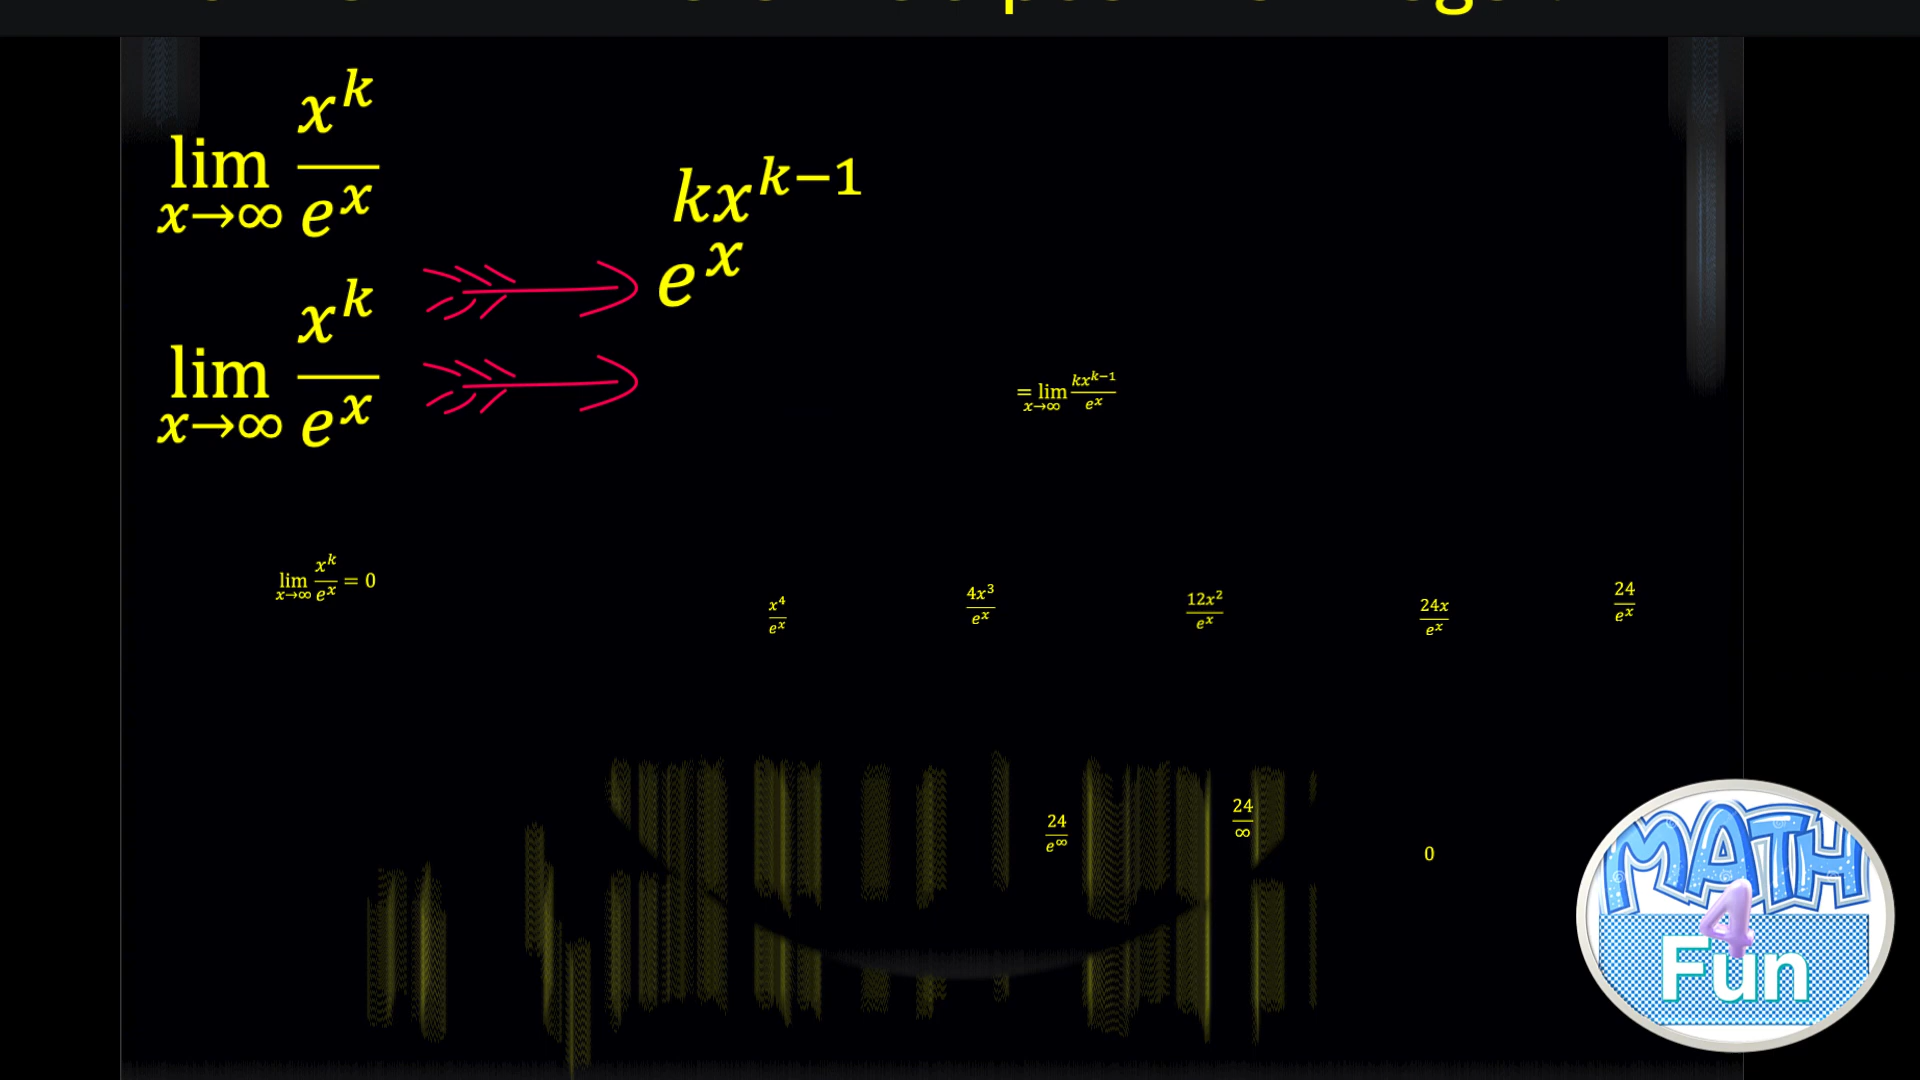 lim x→∞ x^k/e^x
kx^{k−1}
e^x
lim x→∞ x^k/e^x
= lim x→∞ kx^{k−1}/e^x
lim x→∞ x^k/e^x = 0
x^4/e^x 4x^3/e^x 12x^2/e^x 24x/e^x 24/e^x
24/e^∞ 24/∞ 0
MATH
4
Fun